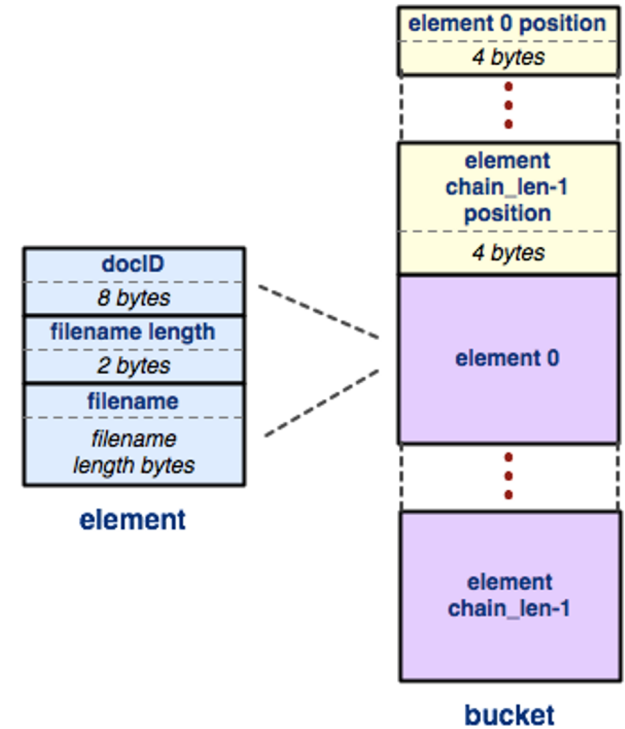 element 0 position
4 bytes
element
chain_len-1
position
4 bytes
docID
8 bytes
filename length
2 bytes
filename
filename
length bytes
element
element 0
element
chain_len-1
bucket